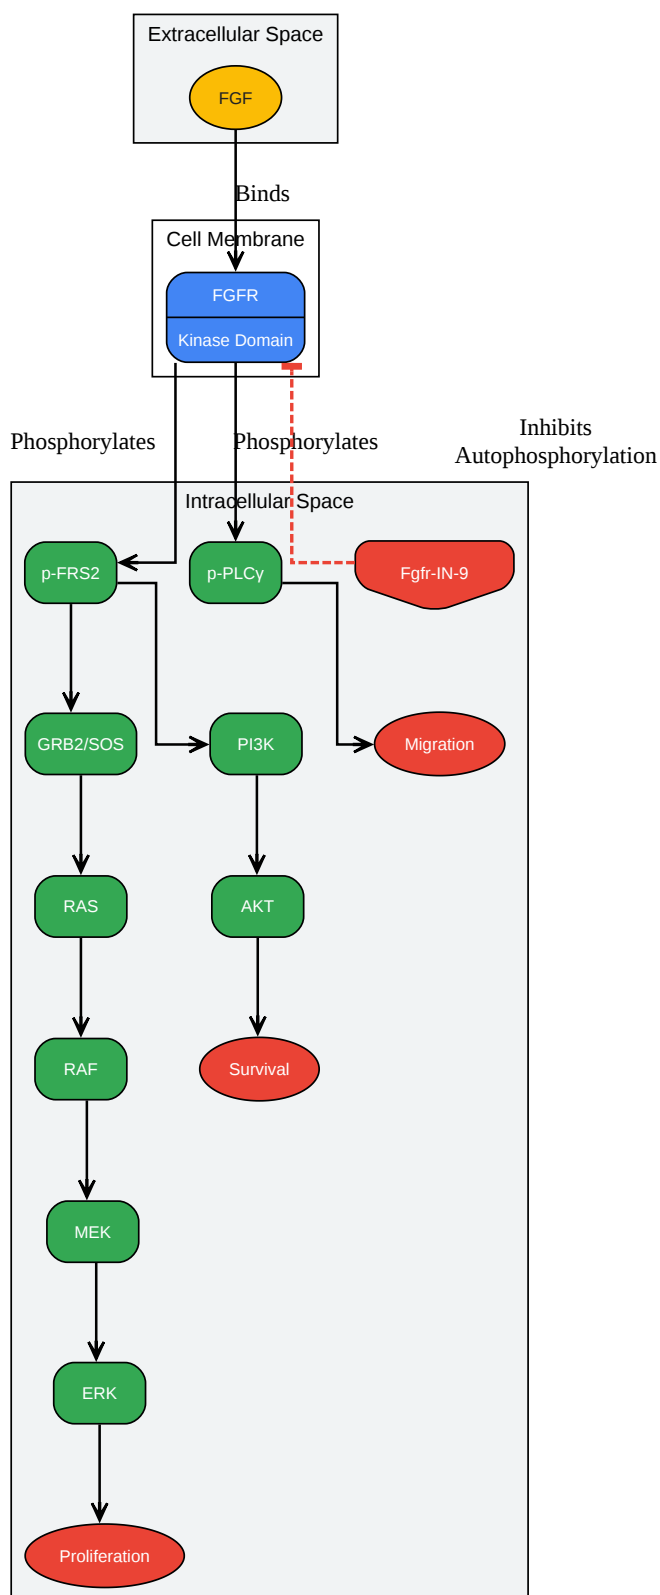 Extracellular Space
FGF
Binds
Cell Membrane
FGFR
Kinase Domain
Phosphorylates
Phosphorylates
Inhibits
Autophosphorylation
Intracellular Space
p-FRS2
p-PLCγ
Fgfr-IN-9
GRB2/SOS
PI3K
Migration
RAS
AKT
RAF
Survival
MEK
ERK
Proliferation